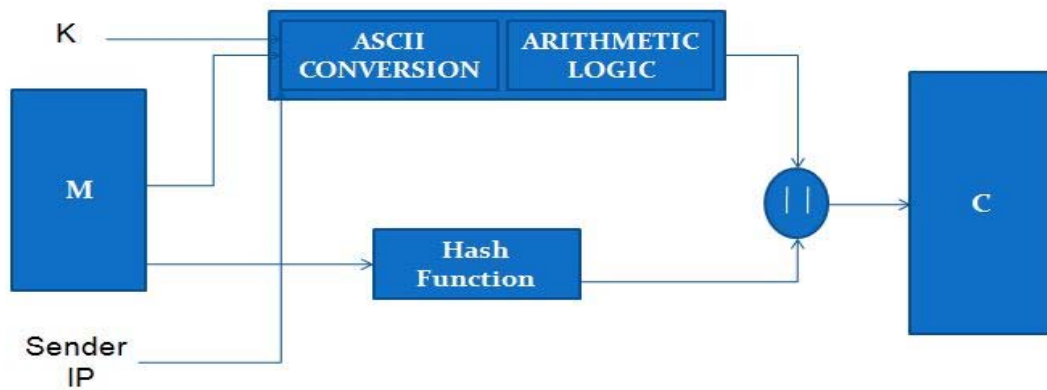 K
ASCII
CONVERSION
ARITHMETIC
LOGIC
M
| |
C
Hash
Function
Sender
IP